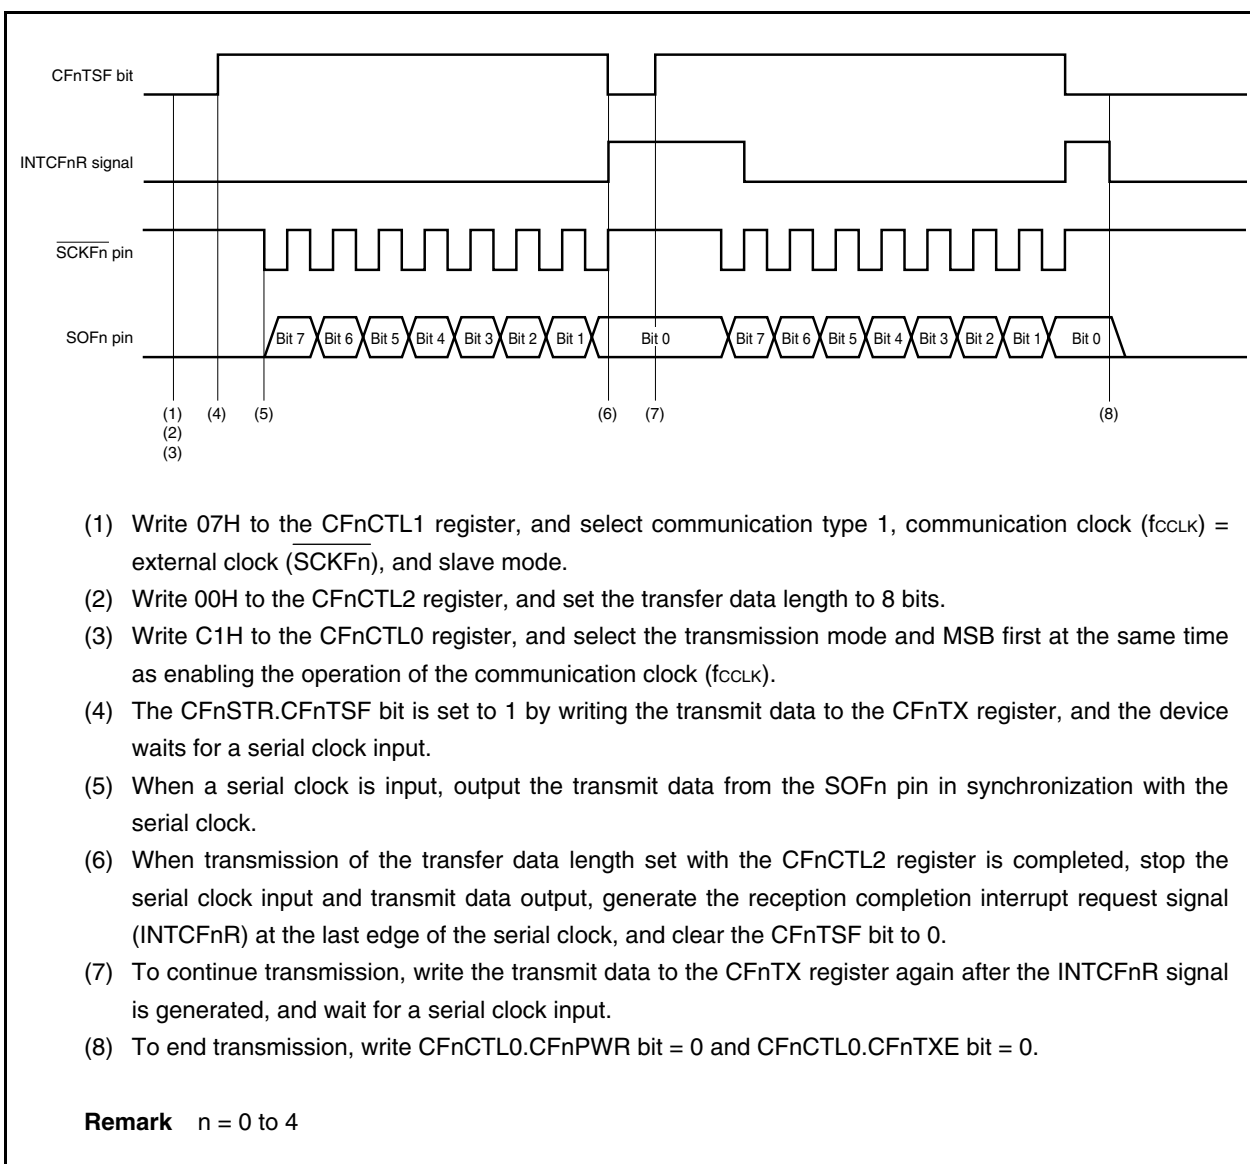 CFnTSF bit
INTCFnR signal
SCKFn pin
SOFn pin
Bit 7 Bit 6 Bit 5 Bit 4 Bit 3 Bit 2 Bit 1 Bit 0 Bit 7 Bit 6 Bit 5 Bit 4 Bit 3 Bit 2 Bit 1 Bit 0
(1) (4) (5) (6) (7) (8)
(2)
(3)
(1) Write 07H to the CFnCTL1 register, and select communication type 1, communication clock (fCCLK) =
external clock (SCKFn), and slave mode.
(2) Write 00H to the CFnCTL2 register, and set the transfer data length to 8 bits.
(3) Write C1H to the CFnCTL0 register, and select the transmission mode and MSB first at the same time
as enabling the operation of the communication clock (fCCLK).
(4) The CFnSTR.CFnTSF bit is set to 1 by writing the transmit data to the CFnTX register, and the device
waits for a serial clock input.
(5) When a serial clock is input, output the transmit data from the SOFn pin in synchronization with the
serial clock.
(6) When transmission of the transfer data length set with the CFnCTL2 register is completed, stop the
serial clock input and transmit data output, generate the reception completion interrupt request signal
(INTCFnR) at the last edge of the serial clock, and clear the CFnTSF bit to 0.
(7) To continue transmission, write the transmit data to the CFnTX register again after the INTCFnR signal
is generated, and wait for a serial clock input.
(8) To end transmission, write CFnCTL0.CFnPWR bit = 0 and CFnCTL0.CFnTXE bit = 0.
Remark n = 0 to 4